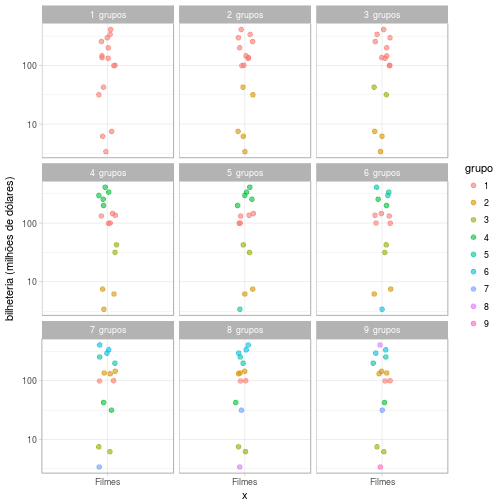 1 grupos 2 grupos 3 grupos
100
10
4 grupos 5 grupos 6 grupos
100
10
7 grupos 8 grupos 9 grupos
100
10
Filmes Filmes Filmes
x
bilheteria (milhões de dólares)
grupo
1
2
3
4
5
6
7
8
9